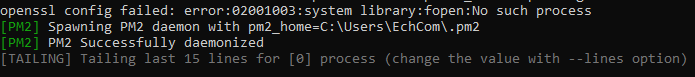 openssl config failed: error:02001003:system library:fopen:No such process
[PM2] Spawning PM2 daemon with pm2_home=C:\Users\EchCom\.pm2
[PM2] PM2 Successfully daemonized
[TAILING] Tailing last 15 lines for [0] process (change the value with --lines option)